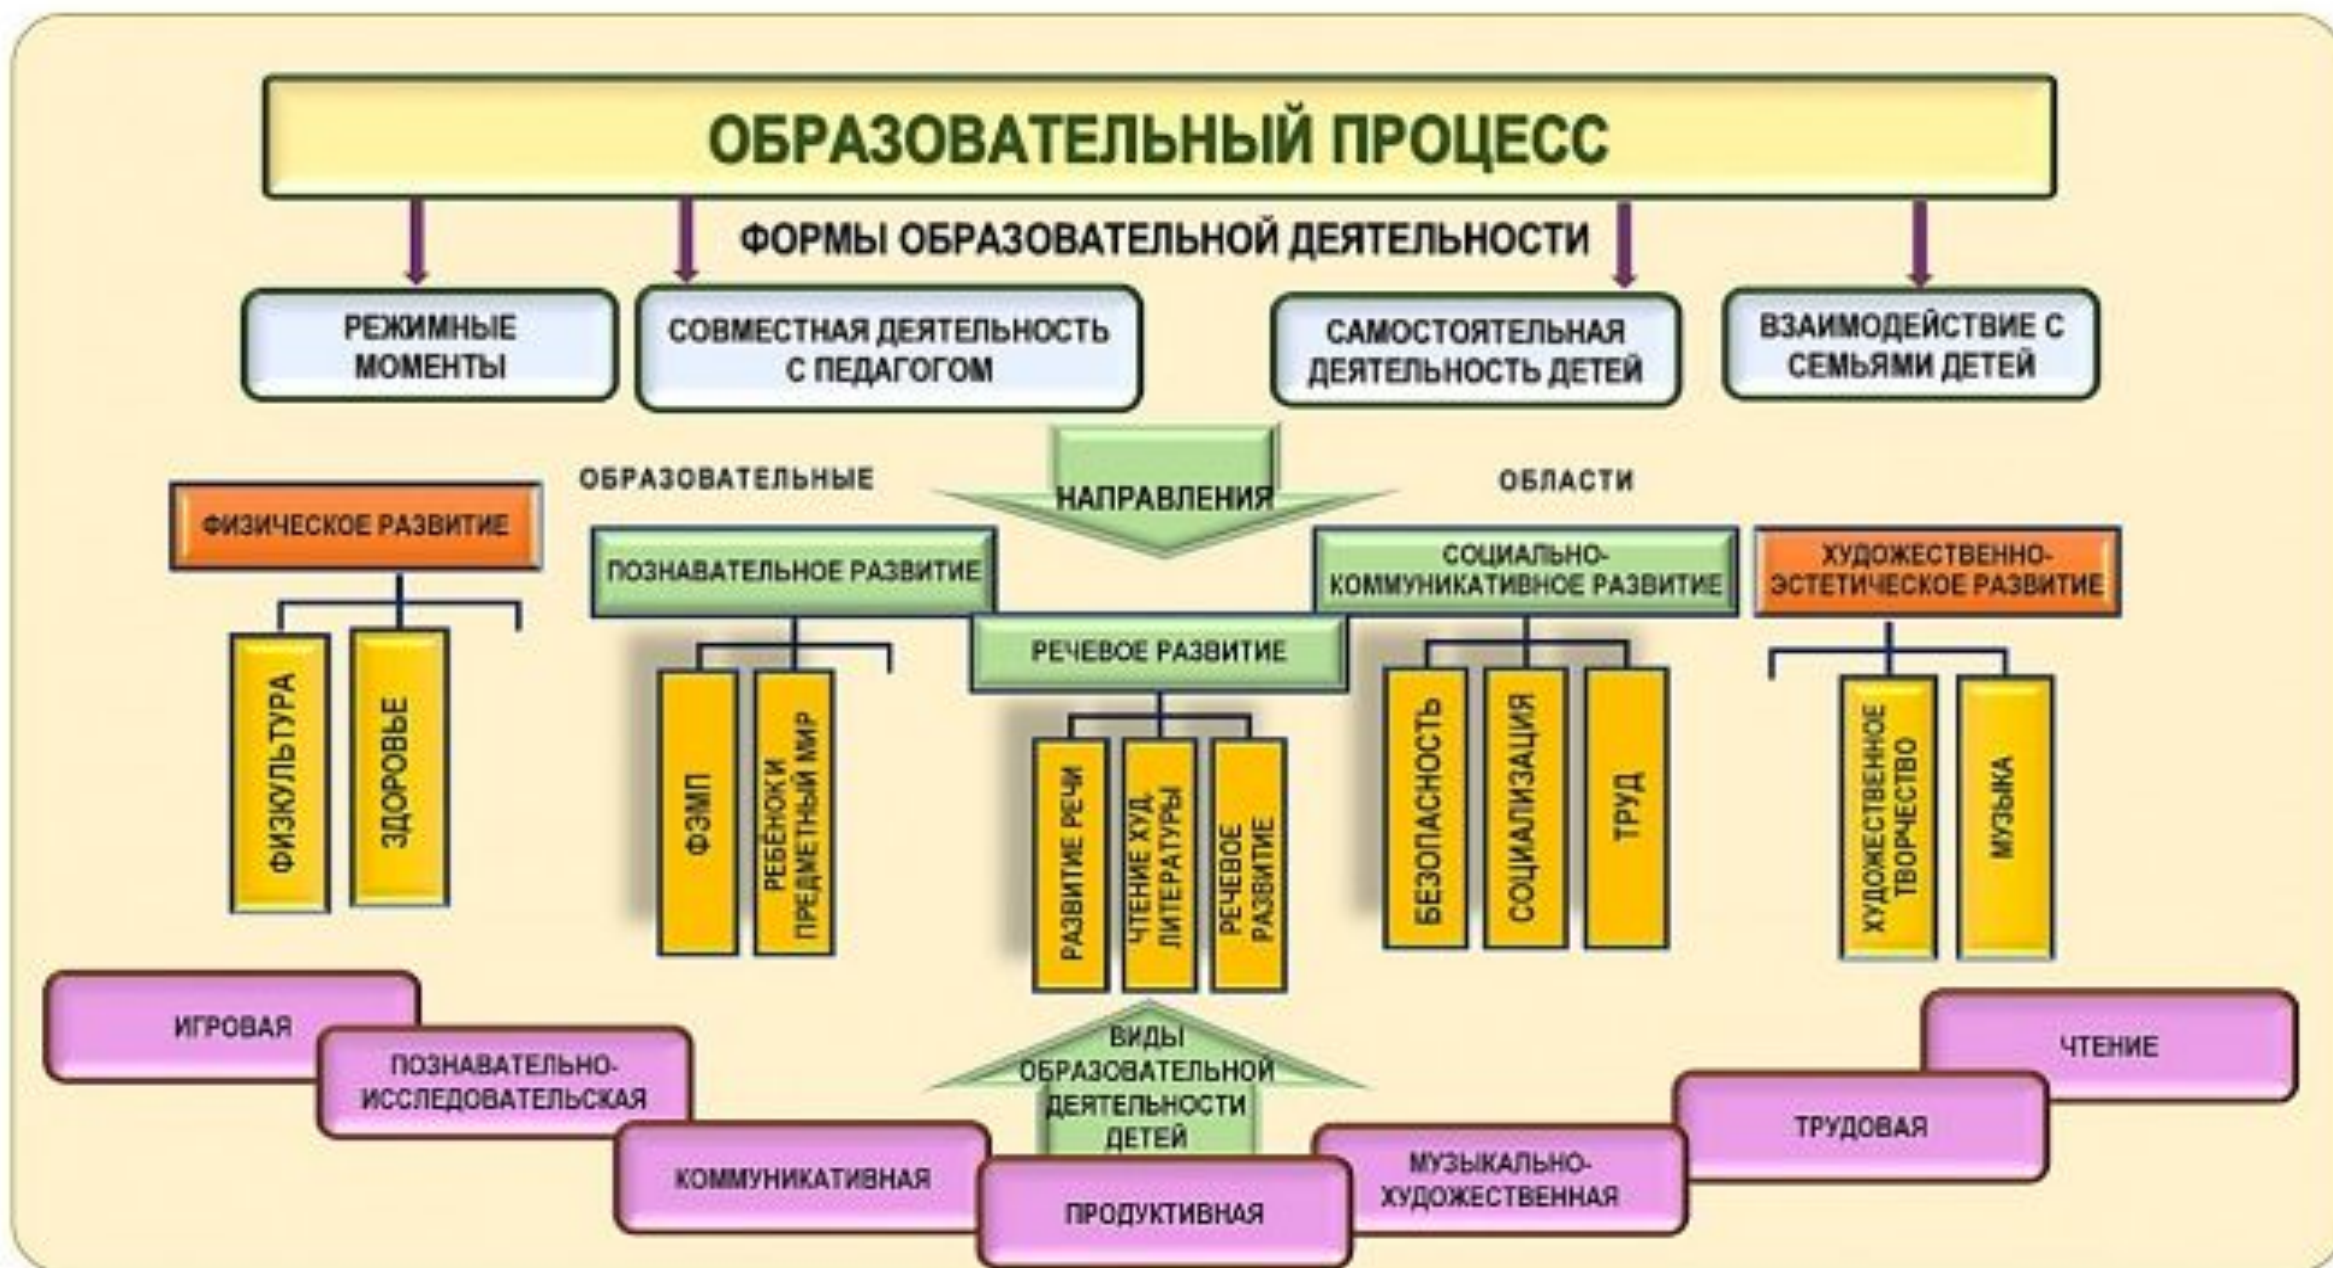 ОБРАЗОВАТЕЛЬНЫЙ ПРОЦЕСС
ФОРМЫ ОБРАЗОВАТЕЛЬНОЙ ДЕЯТЕЛЬНОСТИ
РЕЖИМНЫЕ
МОМЕНТЫ
СОВМЕСТНАЯ ДЕЯТЕЛЬНОСТЬ
С ПЕДАГОГОМ
САМОСТОЯТЕЛЬНАЯ
ДЕЯТЕЛЬНОСТЬ ДЕТЕЙ
ВЗАИМОДЕЙСТВИЕ С
СЕМЬЯМИ ДЕТЕЙ
ОБРАЗОВАТЕЛЬНЫЕ
НАПРАВЛЕНИЯ
ОБЛАСТИ
ФИЗИЧЕСКОЕ РАЗВИТИЕ
ПОЗНАВАТЕЛЬНОЕ РАЗВИТИЕ
РЕЧЕВОЕ РАЗВИТИЕ
СОЦИАЛЬНО-
КОММУНИКАТИВНОЕ РАЗВИТИЕ
ХУДОЖЕСТВЕННО-
ЭСТЕТИЧЕСКОЕ РАЗВИТИЕ
ФИЗКУЛЬТУРА
ЗДОРОВЬЕ
ФЭМП
РЕБЕНОК И
ПРЕДМЕТНЫЙ МИР
РАЗВИТИЕ РЕЧИ
ЧТЕНИЕ ХУД.
ЛИТЕРАТУРЫ
РЕЧЕВОЕ
РАЗВИТИЕ
БЕЗОПАСНОСТЬ
СОЦИАЛИЗАЦИЯ
ТРУД
ХУДОЖЕСТВЕННОЕ
ТВОРЧЕСТВО
МУЗЫКА
ВИДЫ
ОБРАЗОВАТЕЛЬНОЙ
ДЕЯТЕЛЬНОСТИ
ДЕТЕЙ
ИГРОВАЯ
ПОЗНАВАТЕЛЬНО-
ИССЛЕДОВАТЕЛЬСКАЯ
КОММУНИКАТИВНАЯ
ПРОДУКТИВНАЯ
МУЗЫКАЛЬНО-
ХУДОЖЕСТВЕННАЯ
ТРУДОВАЯ
ЧТЕНИЕ